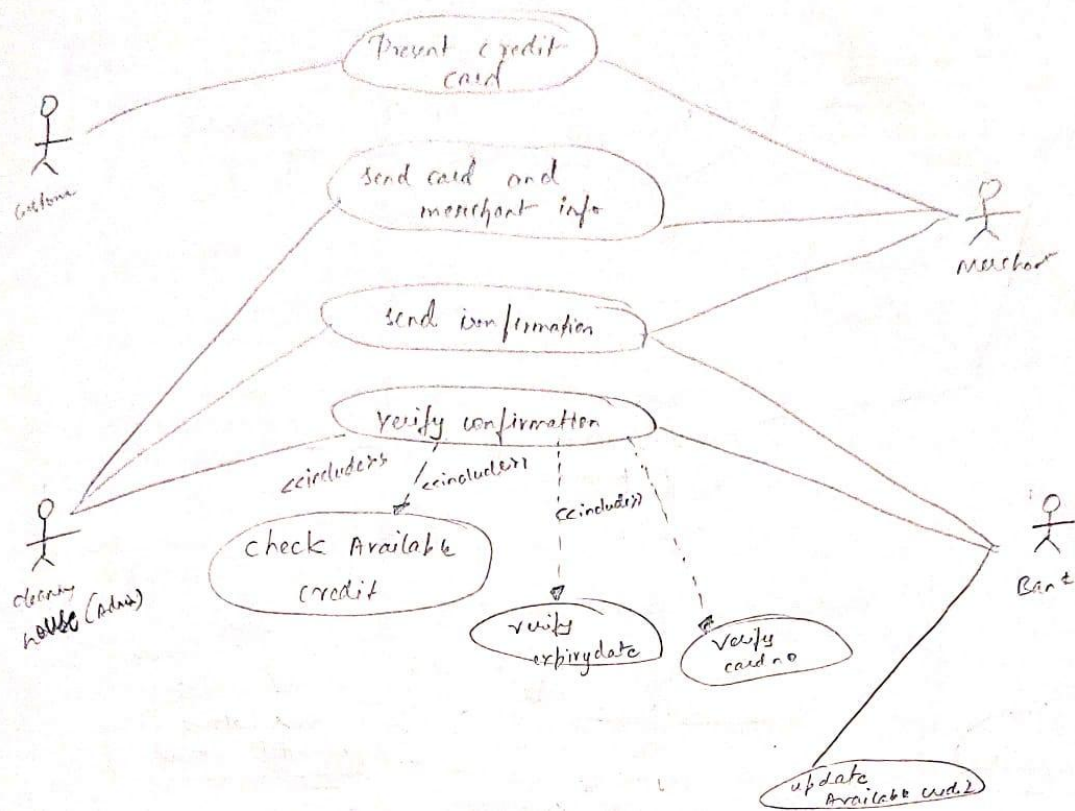 Present credit
card
send card and
merchant info
Merchant
send confirmation
verify confirmation
<<includes>>
<<includes>>
<<includes>>
check Available
credit
clearing
house (Admin)
Bank
verify
expirydate
verify
card no
update
Available credit